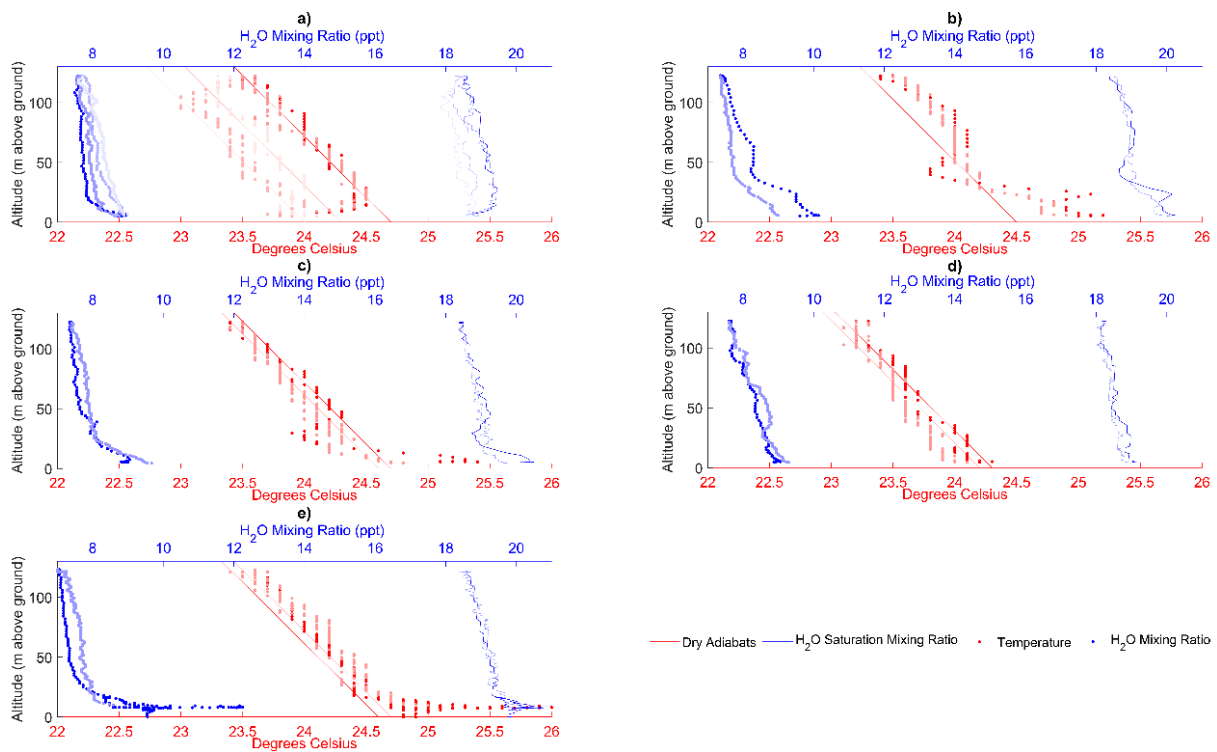 a)
H₂O Mixing Ratio (ppt)
8 10 12 14 16 18 20
Altitude (m above ground)
100
50
0
22 22.5 23 23.5 24 24.5 25 25.5 26
Degrees Celsius
b)
H₂O Mixing Ratio (ppt)
8 10 12 14 16 18 20
Altitude (m above ground)
100
50
0
22 22.5 23 23.5 24 24.5 25 25.5 26
Degrees Celsius
c)
H₂O Mixing Ratio (ppt)
8 10 12 14 16 18 20
Altitude (m above ground)
100
50
0
22 22.5 23 23.5 24 24.5 25 25.5 26
Degrees Celsius
d)
H₂O Mixing Ratio (ppt)
8 10 12 14 16 18 20
Altitude (m above ground)
100
50
0
22 22.5 23 23.5 24 24.5 25 25.5 26
Degrees Celsius
e)
H₂O Mixing Ratio (ppt)
8 10 12 14 16 18 20
Altitude (m above ground)
100
50
0
22 22.5 23 23.5 24 24.5 25 25.5 26
Degrees Celsius
Dry Adiabats H₂O Saturation Mixing Ratio Temperature H₂O Mixing Ratio